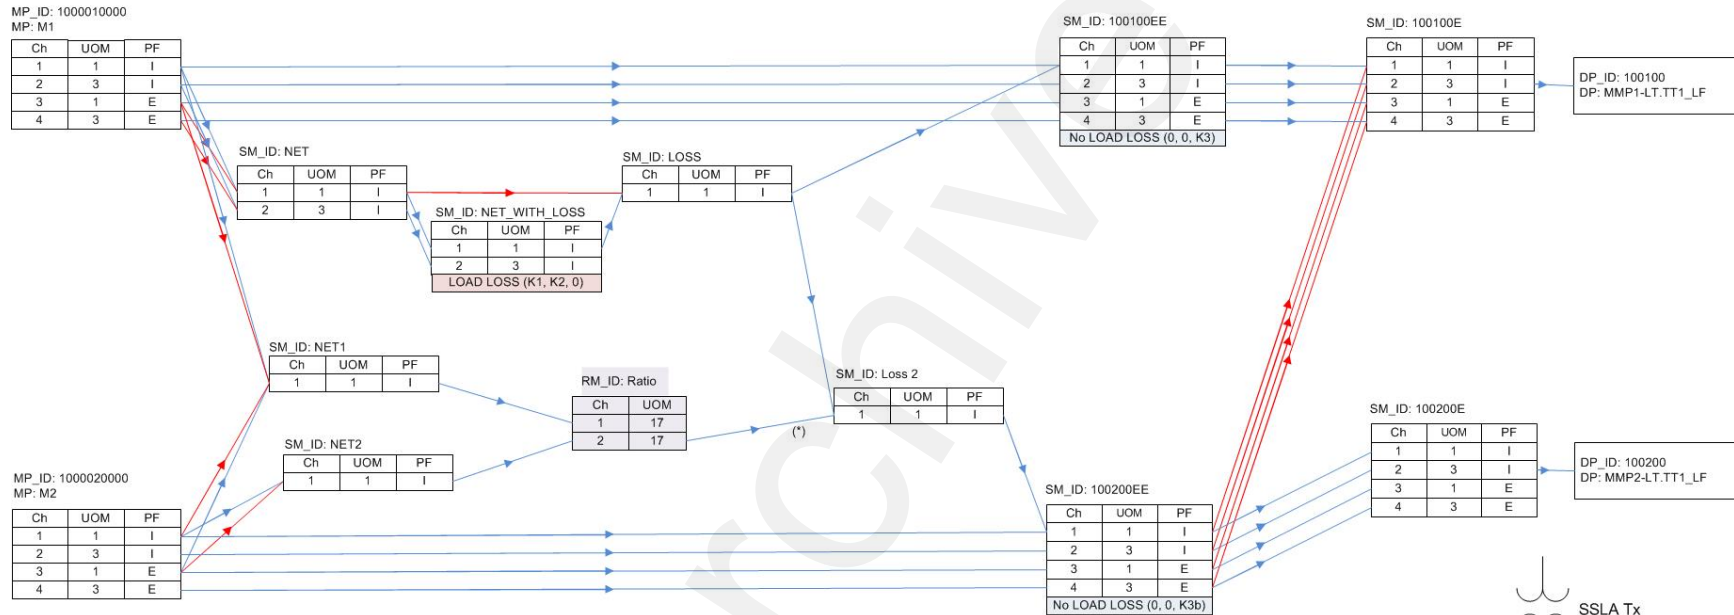 MP_ID: 1000010000
MP: M1
Ch UOM PF
1 1 I
2 3 I
3 1 E
4 3 E
SM_ID: 100100EE
Ch UOM PF
1 1 I
2 3 I
3 1 E
4 3 E
No LOAD LOSS (0, 0, K3)
SM_ID: 100100E
Ch UOM PF
1 1 I
2 3 I
3 1 E
4 3 E
DP_ID: 100100
DP: MMP1-LT.TT1_LF
SM_ID: NET
Ch UOM PF
1 1 I
2 3 I
SM_ID: LOSS
Ch UOM PF
1 1 I
SM_ID: NET_WITH_LOSS
Ch UOM PF
1 1 I
2 3 I
LOAD LOSS (K1, K2, 0)
SM_ID: NET1
Ch UOM PF
1 1 I
RM_ID: Ratio
Ch UOM
1 17
2 17
(*)
SM_ID: Loss 2
Ch UOM PF
1 1 I
SM_ID: NET2
Ch UOM PF
1 1 I
SM_ID: 100200E
Ch UOM PF
1 1 I
2 3 I
3 1 E
4 3 E
DP_ID: 100200
DP: MMP2-LT.TT1_LF
MP_ID: 1000020000
MP: M2
Ch UOM PF
1 1 I
2 3 I
3 1 E
4 3 E
SM_ID: 100200EE
Ch UOM PF
1 1 I
2 3 I
3 1 E
4 3 E
No LOAD LOSS (0, 0, K3b)
SSLA Tx
rchive